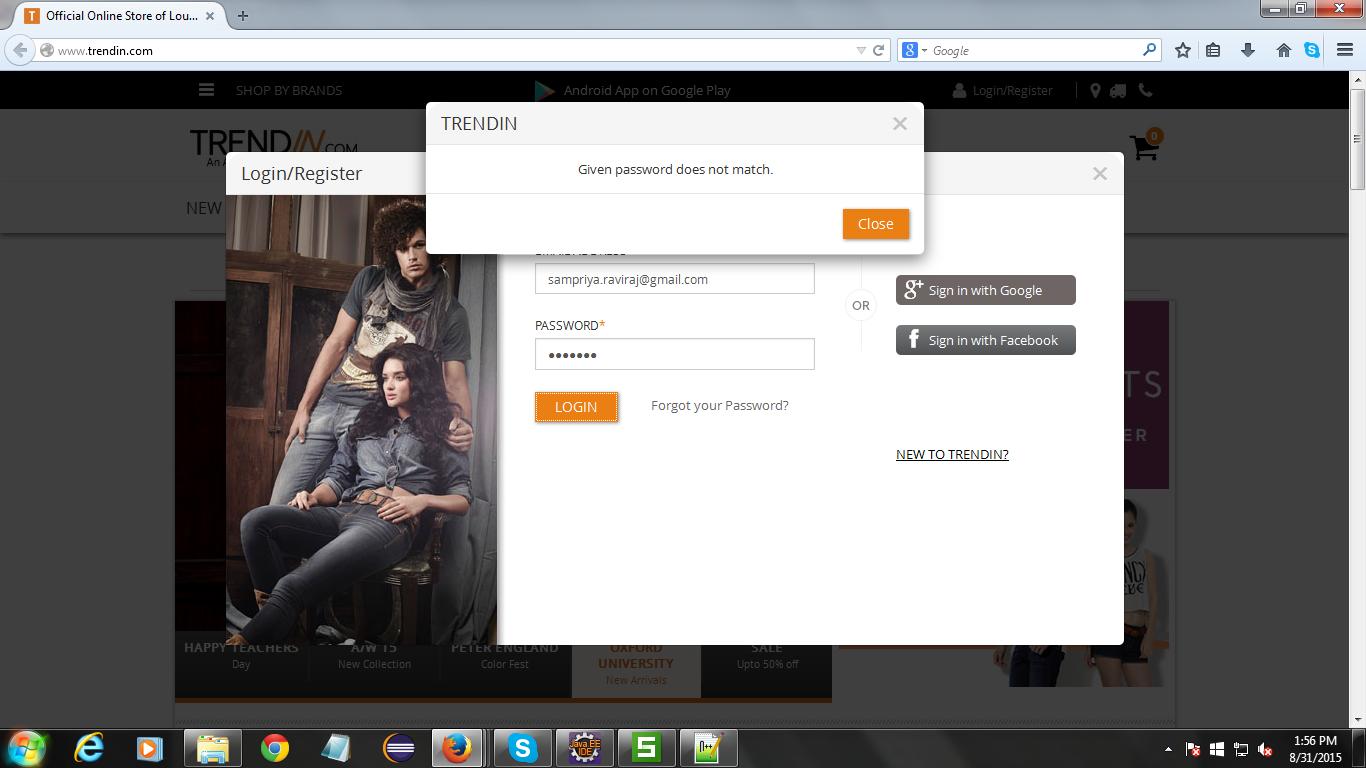 Official Online Store of Lou...
www.trendin.com
Google
SHOP BY BRANDS
Android App on Google Play
Login/Register
TRENDIN
TRENDIN.COM
0
Given password does not match.
Login/Register
NEW
Close
sampriya.raviraj@gmail.com
Sign in with Google
OR
PASSWORD*
Sign in with Facebook
LOGIN
Forgot your Password?
NEW TO TRENDIN?
HAPPY TEACHERS
Day
A/W 15
New Collection
PETER ENGLAND
Color Fest
OXFORD
UNIVERSITY
New Arrivals
SALE
Upto 50% off
Java EE
IDE
1:56 PM
8/31/2015